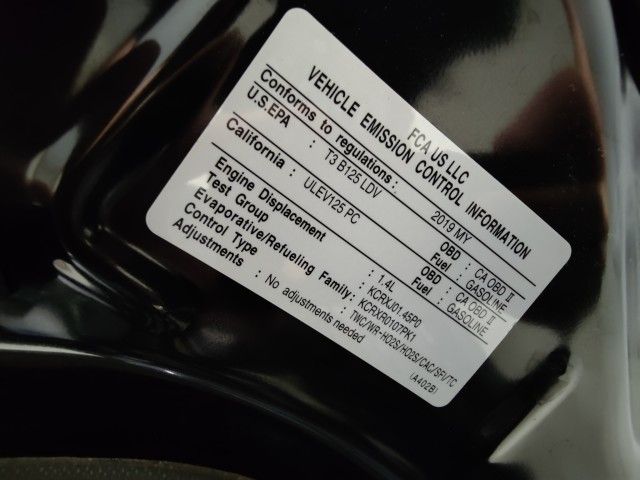 FCA US LLC
VEHICLE EMISSION CONTROL INFORMATION
Conforms to regulations: 2019 MY
U.S.EPA : T3 B125 LDV OBD : CA OBD II
Fuel : GASOLINE
California : ULEV125 PC OBD : CA OBD II
Fuel : GASOLINE
Engine Displacement : 1.4L
Test Group : KCRXJ01.45P0
Evaporative/Refueling Family: KCRXR0107PK1
Control Type : TWC/WR-HO2S/HO2S/CAC/SFI/TC
Adjustments : No adjustments needed
(A402B)